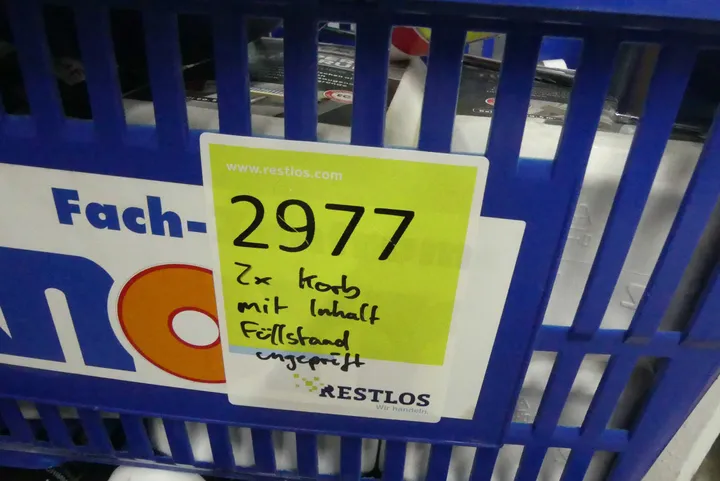 www.restlos.com
2977
2x Korb
mit Inhalt
Füllstand
ungeprüft
RESTLOS
Wir handeln.
Fach-